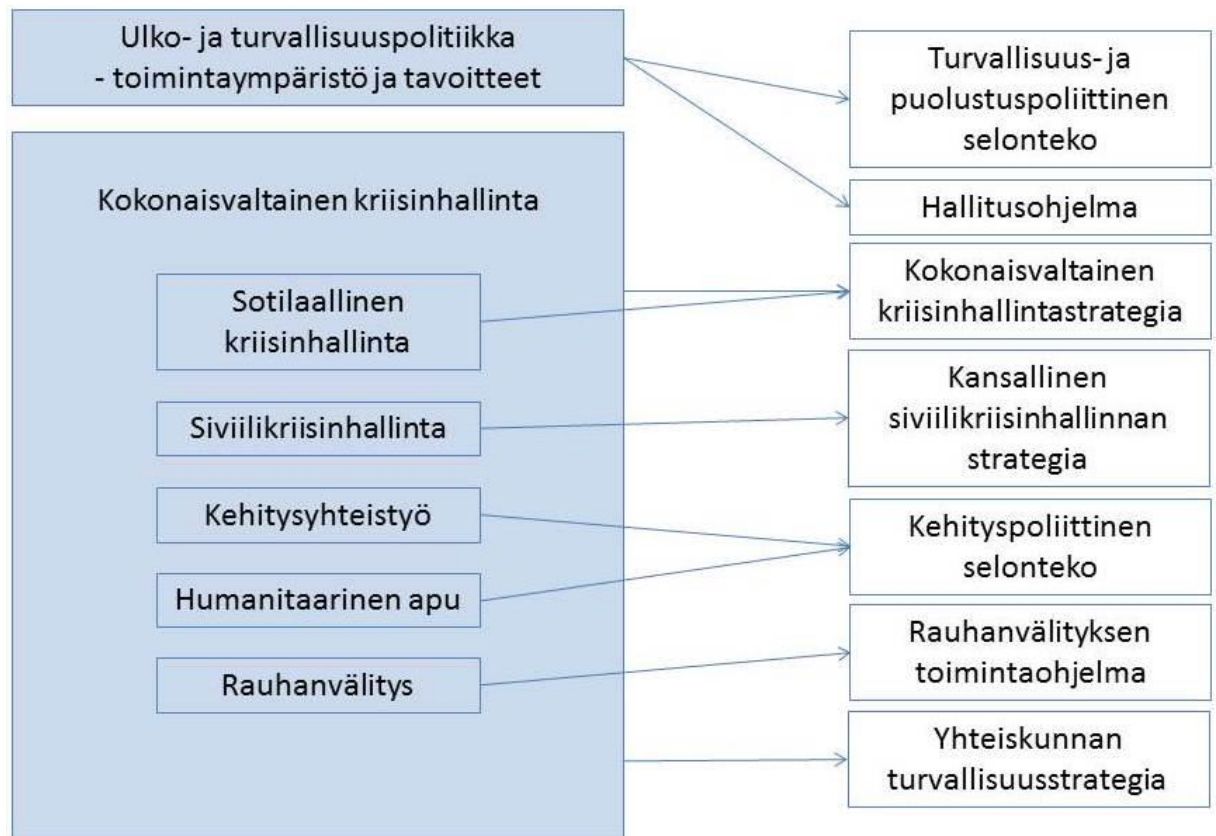 Ulko- ja turvallisuuspolitiikka
- toimintaympäristö ja tavoitteet
Kokonaisvaltainen kriisinhallinta
Sotilaallinen
kriisinhallinta
Siviilikriisinhallinta
Kehitysyhteistyö
Humanitaarinen apu
Rauhanvälitys
Turvallisuus- ja
puolustuspoliittinen
selonteko
Hallitusohjelma
Kokonaisvaltainen
kriisinhallintastrategia
Kansallinen
siviilikriisinhallinnan
strategia
Kehityspoliittinen
selonteko
Rauhanvälityksen
toimintaohjelma
Yhteiskunnan
turvallisuusstrategia